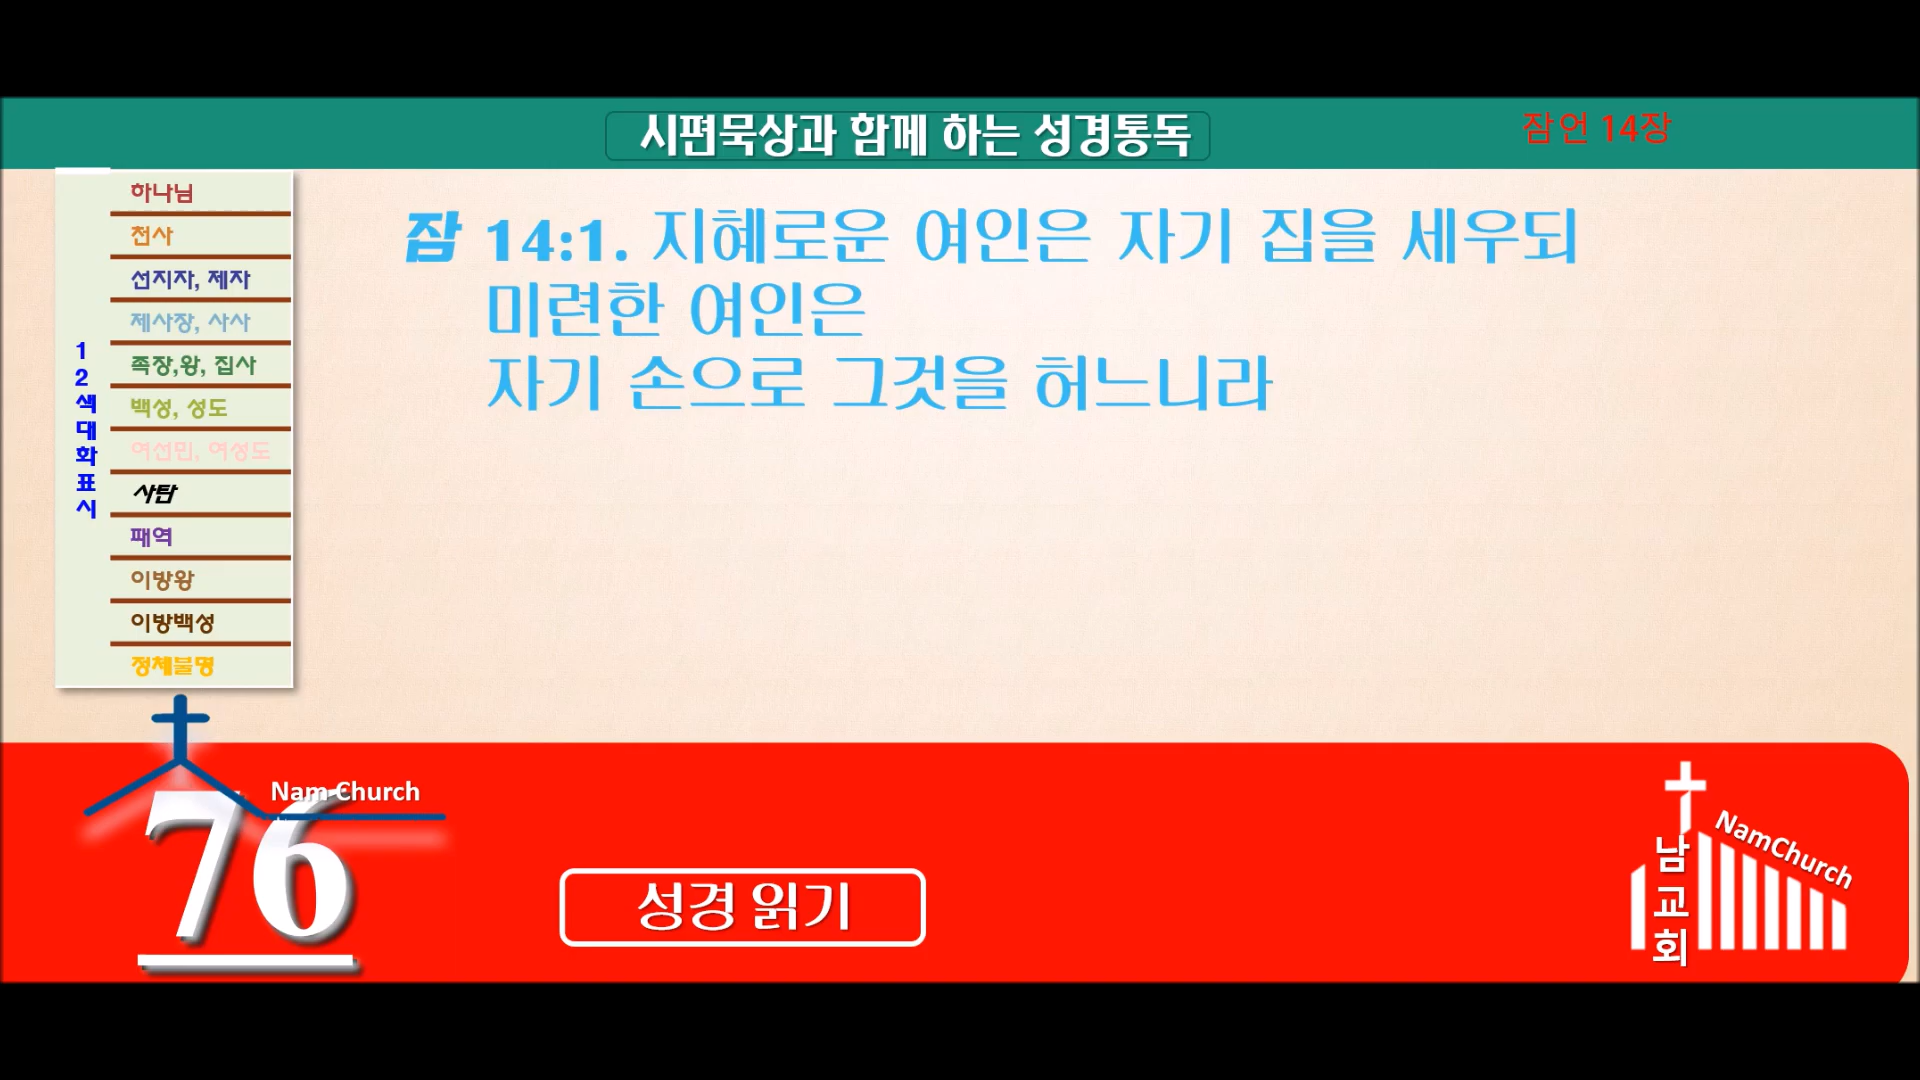 시편묵상과 함께 하는 성경통독
잠언 14장
12색대화표시
하나님
천사
선지자, 제자
제사장, 사사
족장,왕, 집사
백성, 성도
여선민, 여성도
사탄
패역
이방왕
이방백성
정체불명
잠 14:1. 지혜로운 여인은 자기 집을 세우되
미련한 여인은
자기 손으로 그것을 허느니라
Nam Church
76
성경 읽기
남교회
NamChurch